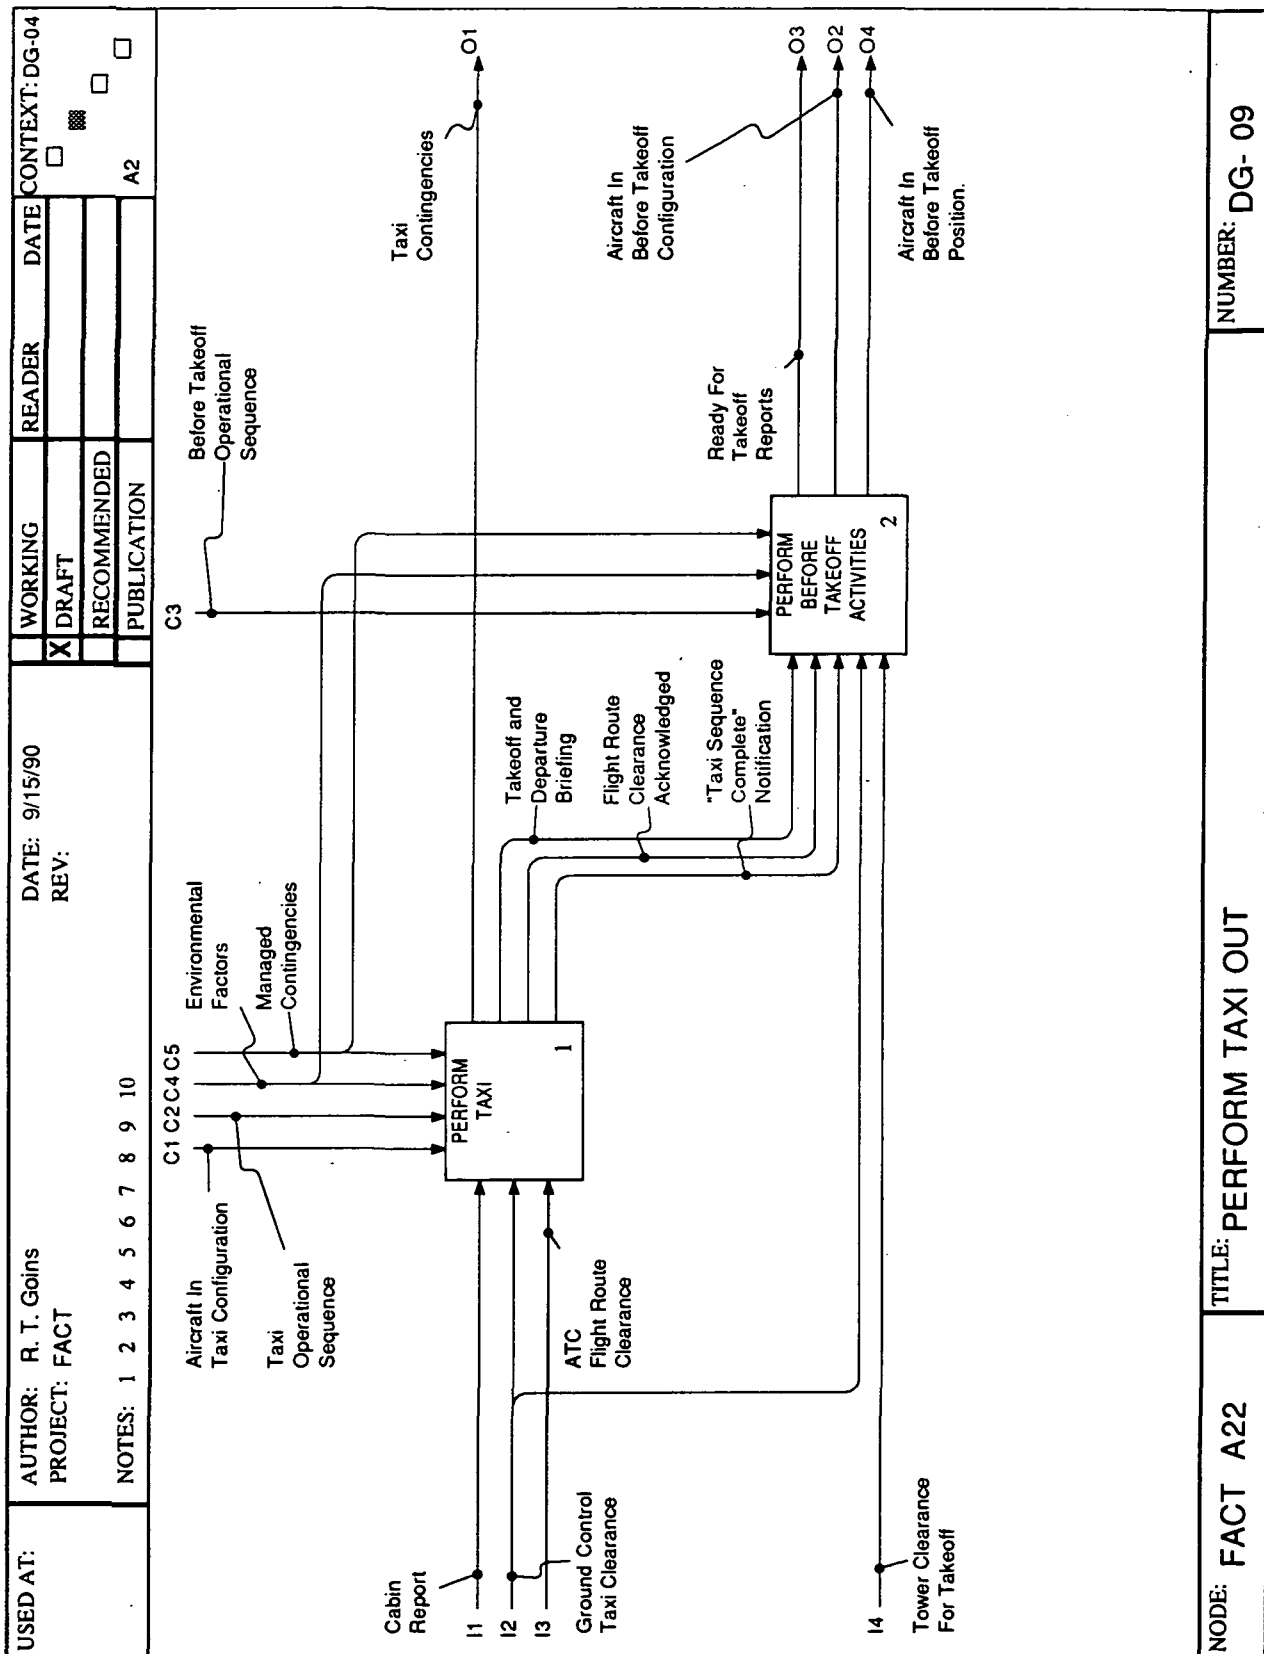 USED AT:
AUTHOR: R. T. Goins
PROJECT: FACT
NOTES: 1 2 3 4 5 6 7 8 9 10
DATE: 9/15/90
REV:
WORKING
X DRAFT
RECOMMENDED
PUBLICATION
READER DATE
CONTEXT: DG-04
A2
C1 C2 C4 C5
C3
Environmental
Factors
Managed
Contingencies
Before Takeoff
Operational
Sequence
Aircraft In
Taxi Configuration
Taxi
Operational
Sequence
Taxi
Contingencies
O1
Cabin
Report
I1
I2
I3
Ground Control
Taxi Clearance
ATC
Flight Route
Clearance
PERFORM
TAXI
1
Takeoff and
Departure
Briefing
Flight Route
Clearance
Acknowledged
"Taxi Sequence
Complete"
Notification
Aircraft In
Before Takeoff
Configuration
Ready For
Takeoff
Reports
PERFORM
BEFORE
TAKEOFF
ACTIVITIES
2
O3
O2
O4
Aircraft In
Before Takeoff
Position.
I4
Tower Clearance
For Takeoff
NODE: FACT A22
TITLE: PERFORM TAXI OUT
NUMBER: DG- 09